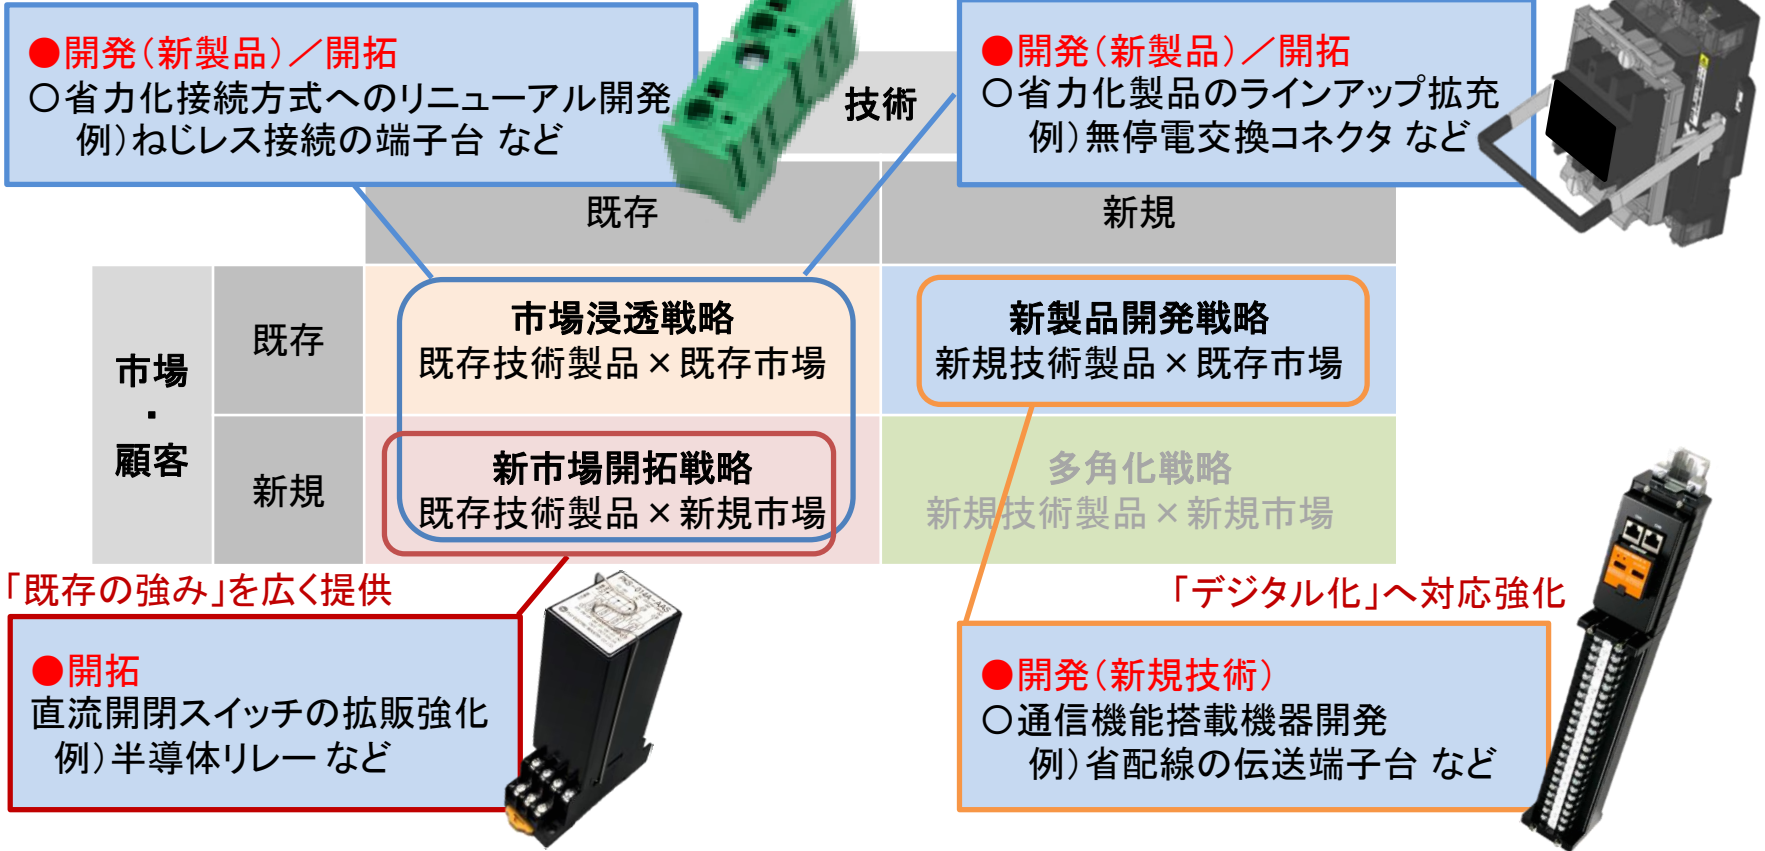 ●開発(新製品)／開拓
○省力化接続方式へのリニューアル開発
例)ねじレス接続の端子台 など
●開発(新製品)／開拓
○省力化製品のラインアップ拡充
例)無停電交換コネクタ など
技術
既存
新規
市場
・
顧客
既存
市場浸透戦略
既存技術製品×既存市場
新製品開発戦略
新規技術製品×既存市場
新規
新市場開拓戦略
既存技術製品×新規市場
多角化戦略
新規技術製品×新規市場
「既存の強み」を広く提供
●開拓
直流開閉スイッチの拡販強化
例)半導体リレー など
「デジタル化」へ対応強化
●開発(新規技術)
○通信機能搭載機器開発
例)省配線の伝送端子台 など